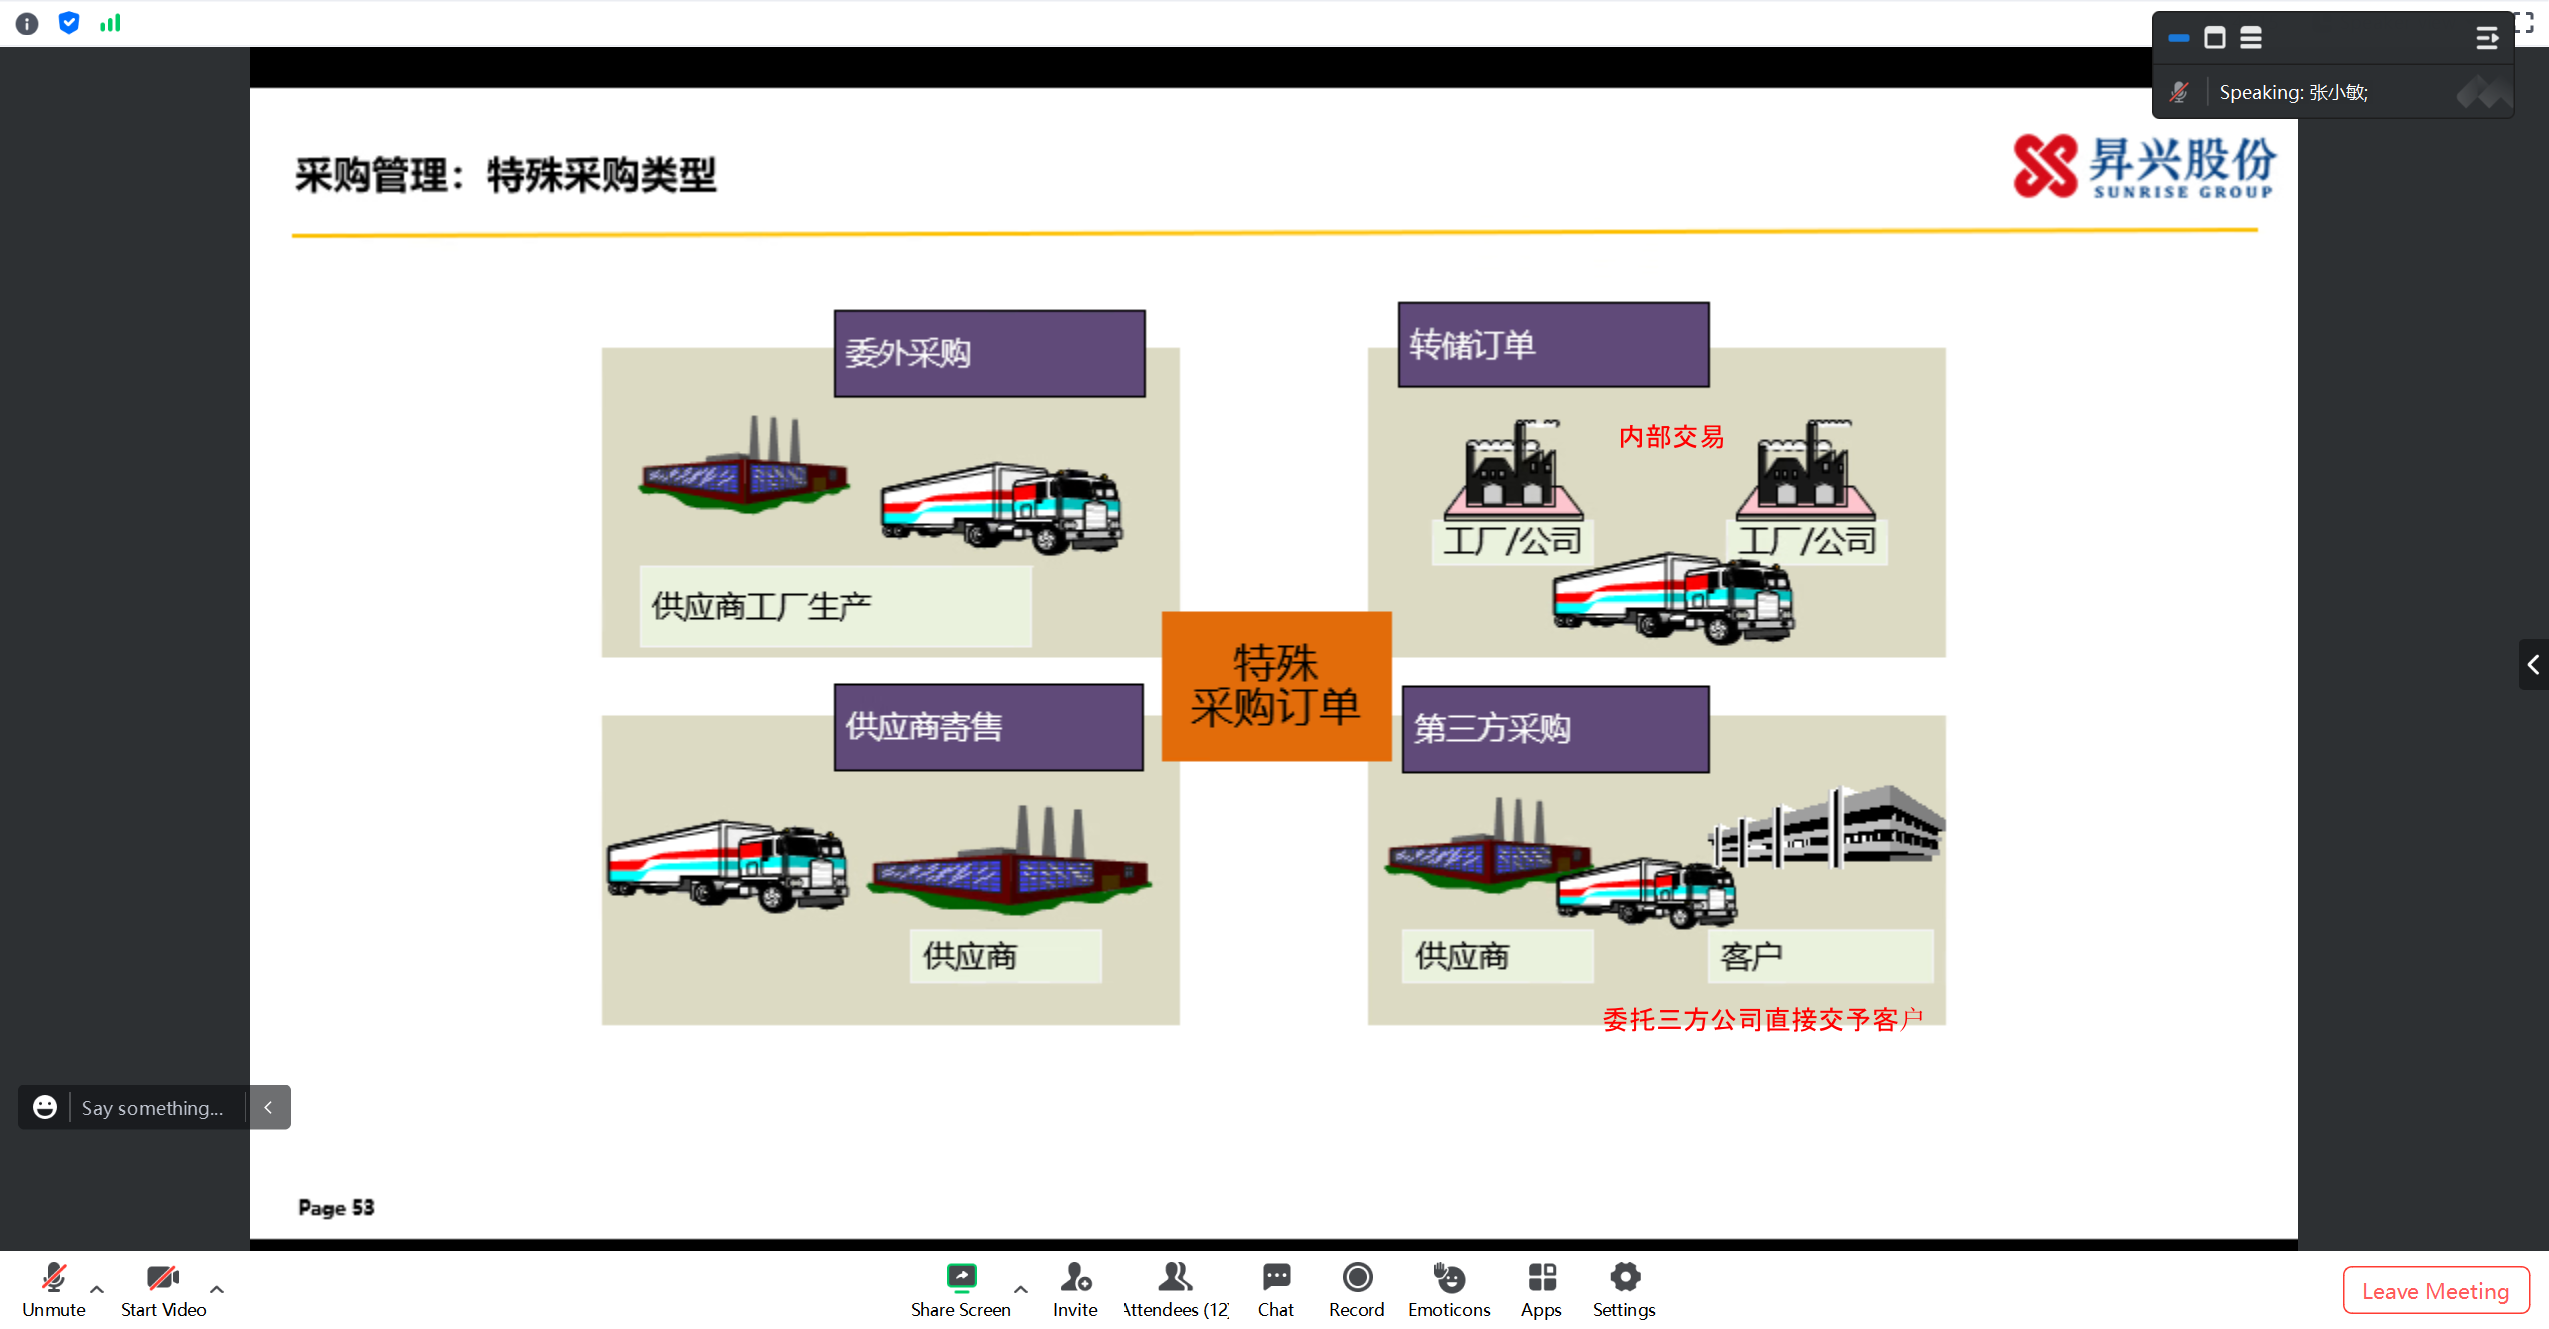 Speaking: 张小敏;
采购管理：特殊采购类型
昇兴股份
SUNRISE GROUP
委外采购
转储订单
内部交易
工厂/公司
工厂/公司
供应商工厂生产
特殊
采购订单
供应商寄售
第三方采购
供应商
供应商
客户
委托三方公司直接交予客户
Say something...
Page 53
Unmute
Start Video
Share Screen
Invite
Attendees (12)
Chat
Record
Emoticons
Apps
Settings
Leave Meeting